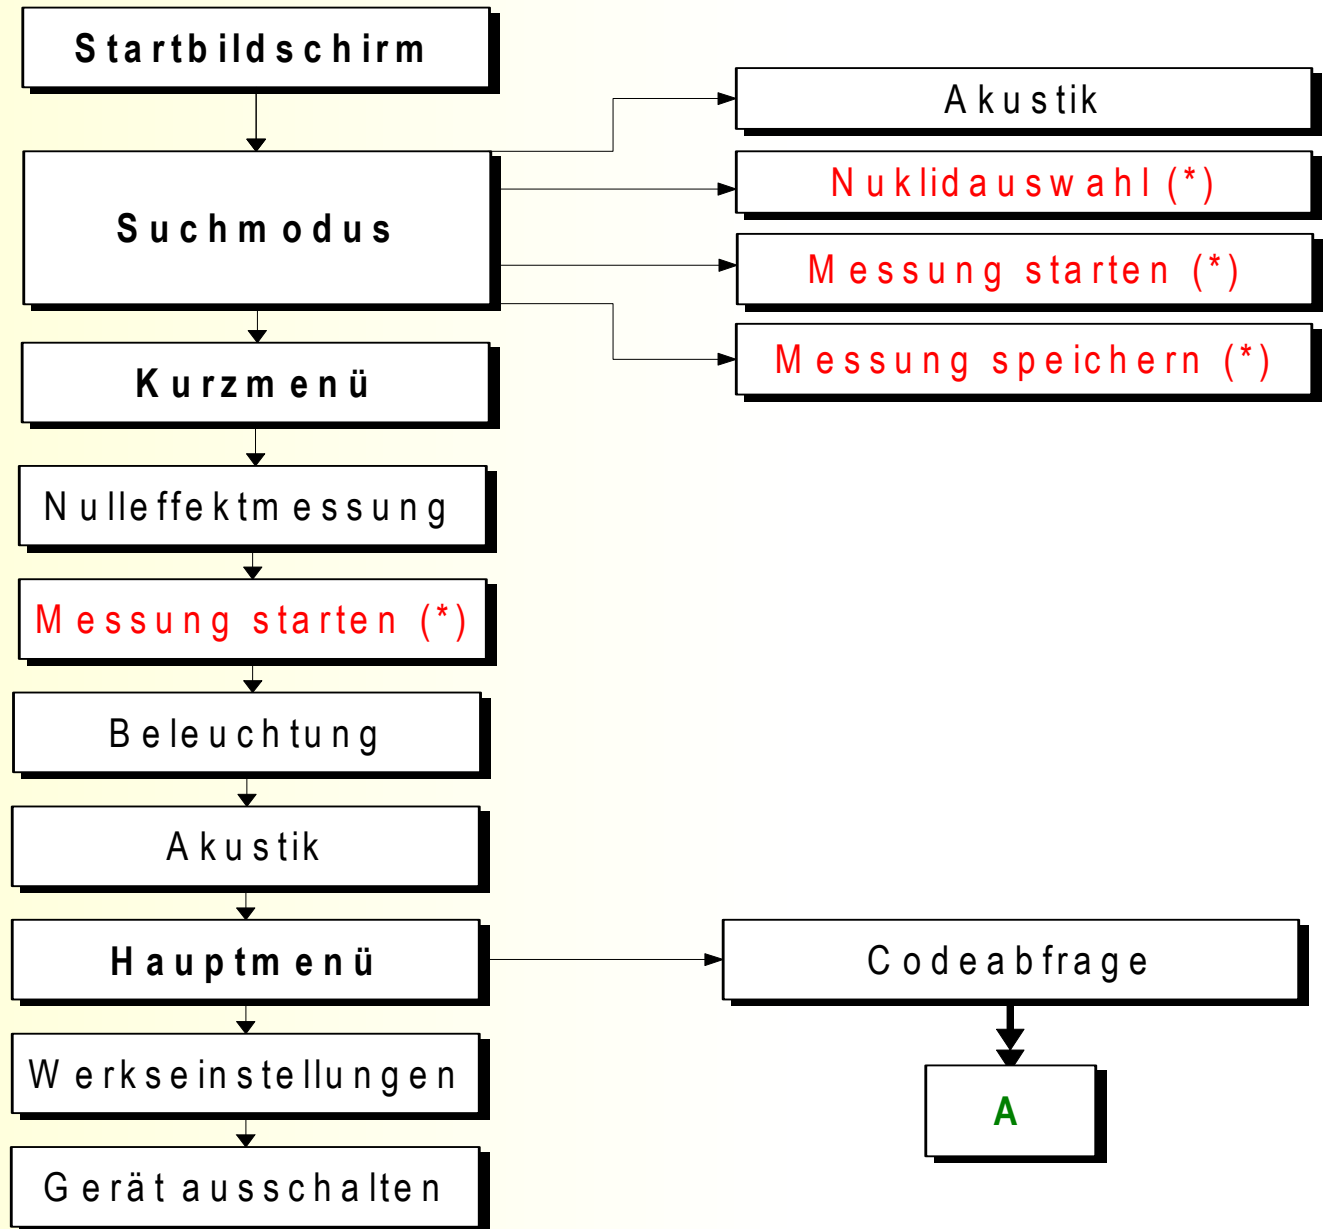 Startbildschirm
Akustik
Suchmodus
Nuklidauswahl (*)
Messung starten (*)
Messung speichern (*)
Kurzmenü
Nulleffektmessung
Messung starten (*)
Beleuchtung
Akustik
Hauptmenü
Codeabfrage
Werkseinstellungen
A
Gerät ausschalten